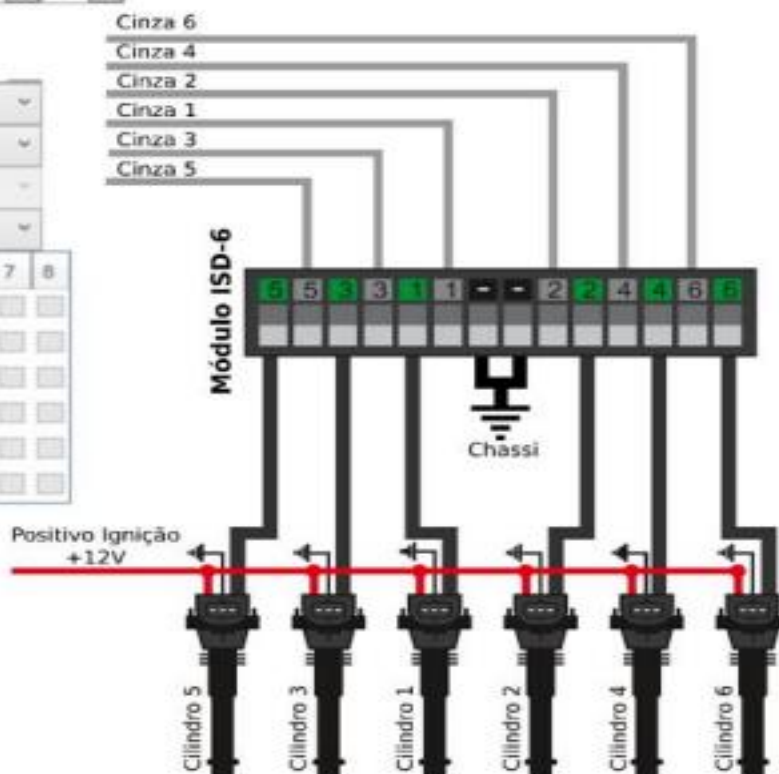 Cinza 6
Cinza 4
Cinza 2
Cinza 1
Cinza 3
Cinza 5
7 8
Módulo ISD-6
5 5 3 3 1 1 - - 2 2 4 4 6 6
Chassi
Positivo Ignição
+12V
Cilindro 5
Cilindro 3
Cilindro 1
Cilindro 2
Cilindro 4
Cilindro 6